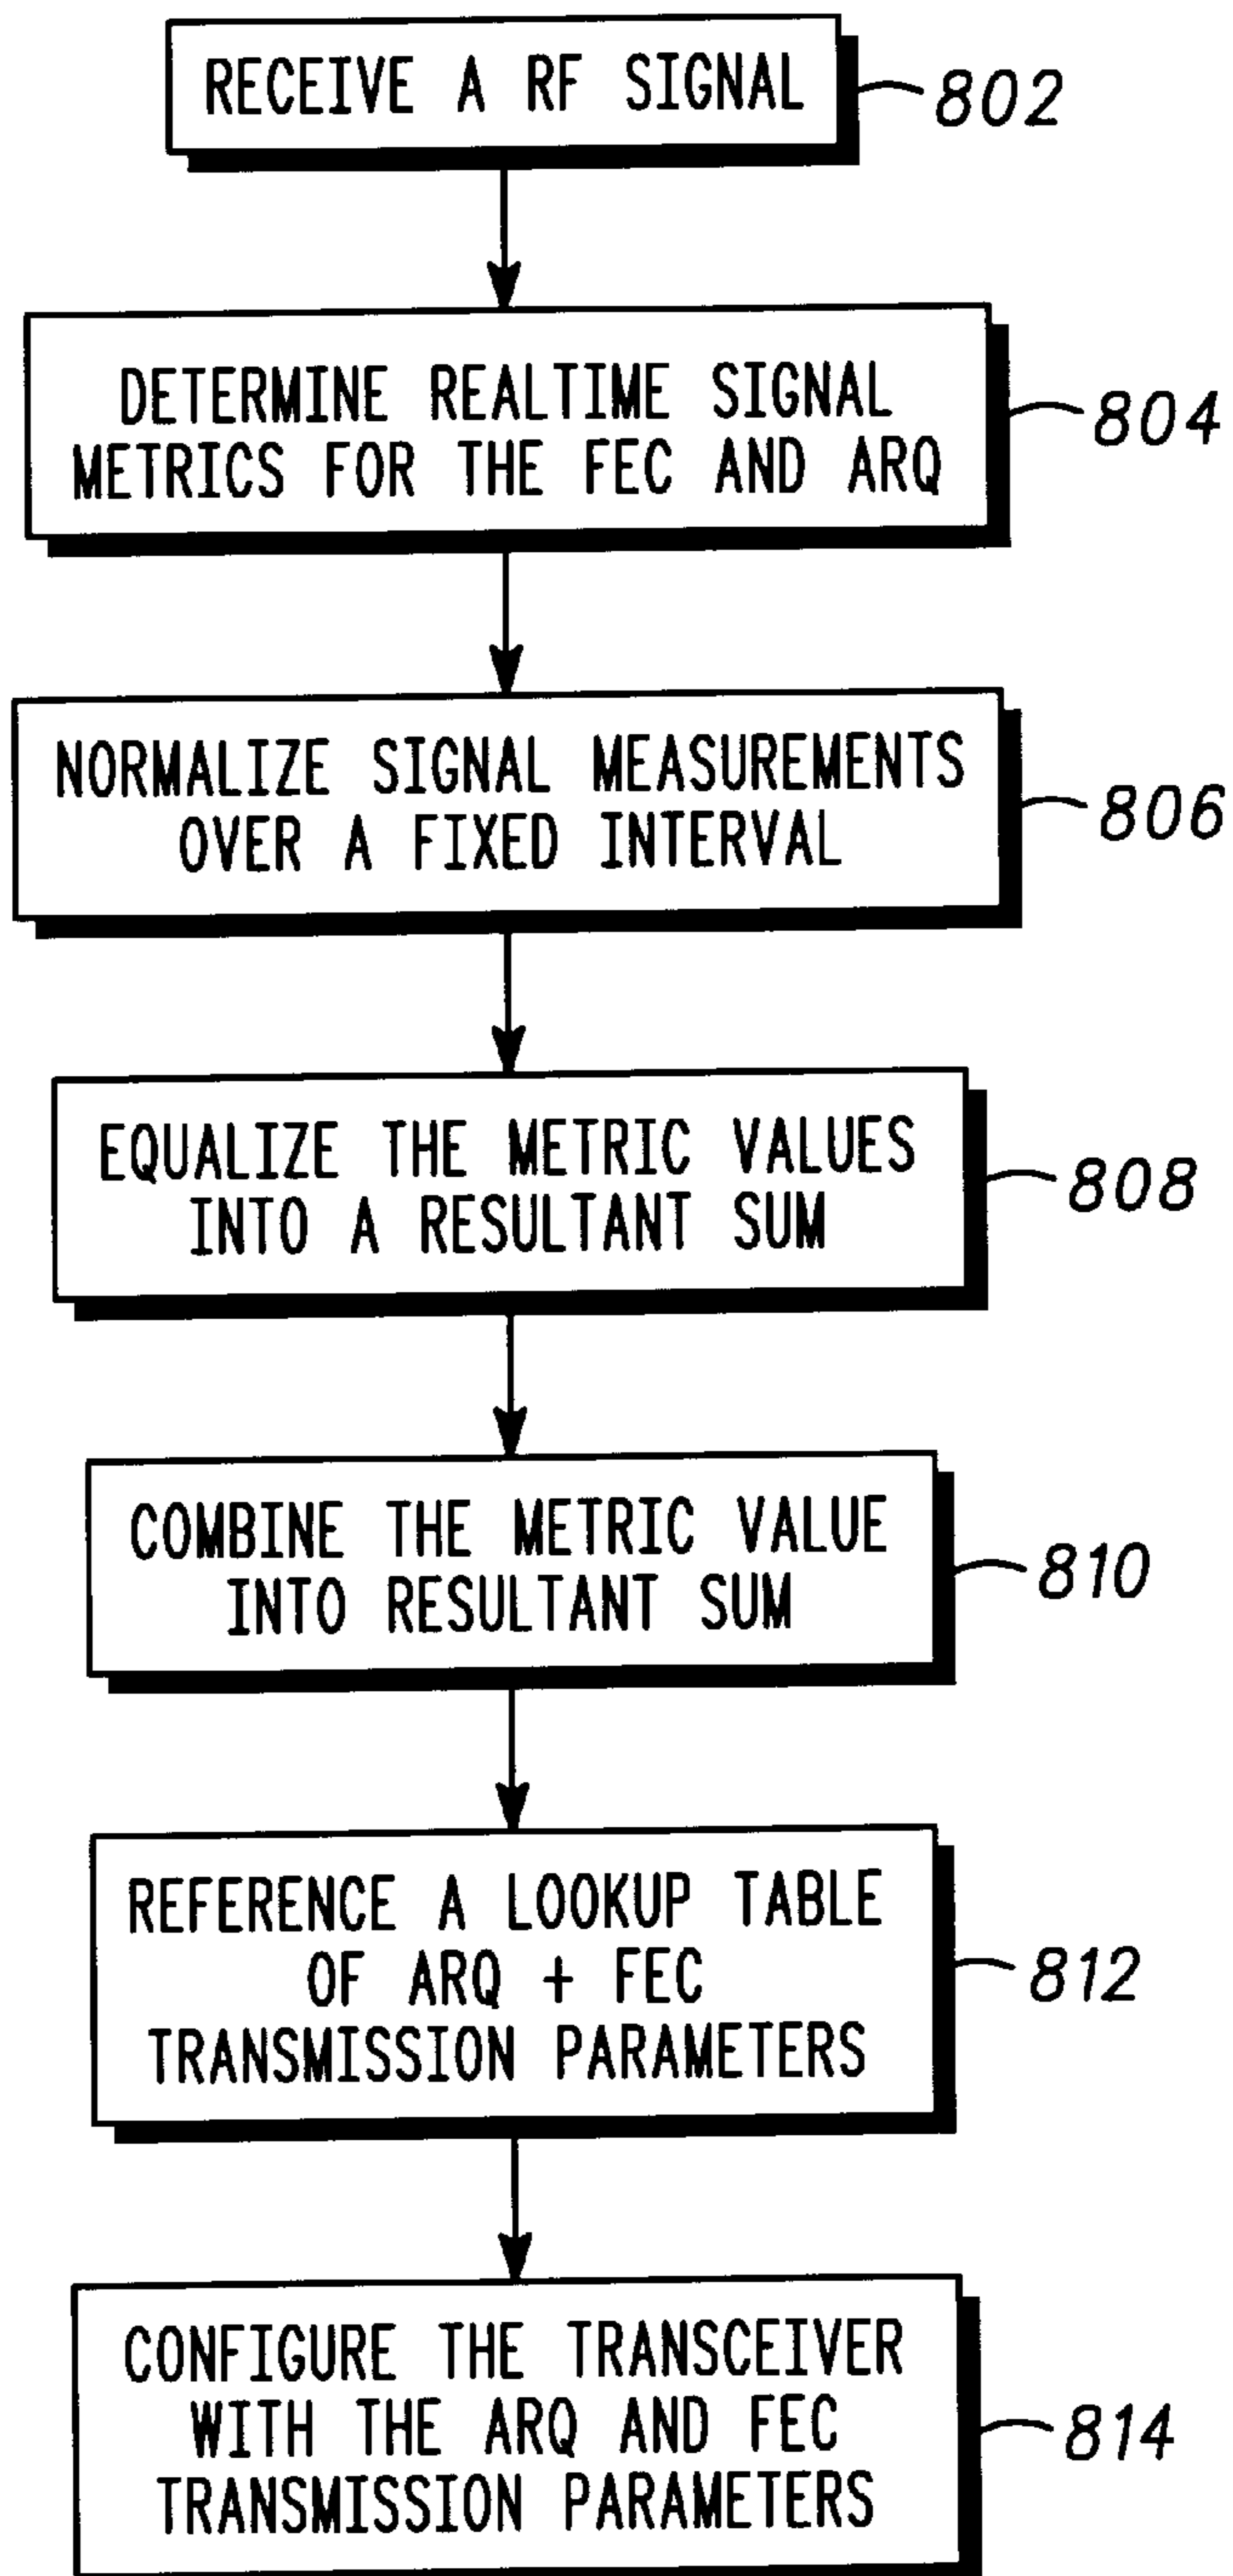 RECEIVE A RF SIGNAL
802
DETERMINE REALTIME SIGNAL
METRICS FOR THE FEC AND ARQ
804
NORMALIZE SIGNAL MEASUREMENTS
OVER A FIXED INTERVAL
806
EQUALIZE THE METRIC VALUES
INTO A RESULTANT SUM
808
COMBINE THE METRIC VALUE
INTO RESULTANT SUM
810
REFERENCE A LOOKUP TABLE
OF ARQ + FEC
TRANSMISSION PARAMETERS
812
CONFIGURE THE TRANSCEIVER
WITH THE ARQ AND FEC
TRANSMISSION PARAMETERS
814